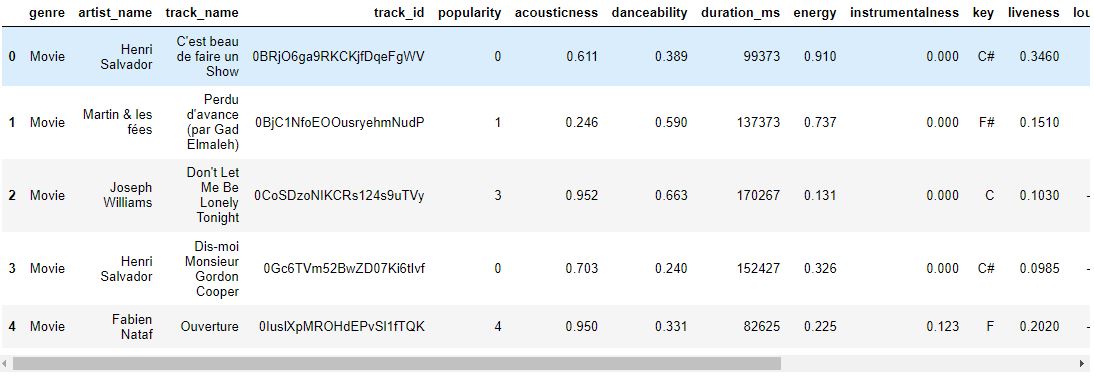 genre artist_name track_name track_id popularity acousticness danceability duration_ms energy instrumentalness key liveness lou
0 Movie Henri Salvador C'est beau de faire un Show 0BRjO6ga9RKCKjfDqeFgWV 0 0.611 0.389 99373 0.910 0.000 C# 0.3460
1 Movie Martin & les fées Perdu d'avance (par Gad Elmaleh) 0BjC1NfoEOOusryehmNudP 1 0.246 0.590 137373 0.737 0.000 F# 0.1510
2 Movie Joseph Williams Don't Let Me Be Lonely Tonight 0CoSDzoNIKCRs124s9uTVy 3 0.952 0.663 170267 0.131 0.000 C 0.1030 -
3 Movie Henri Salvador Dis-moi Monsieur Gordon Cooper 0Gc6TVm52BwZD07Ki6tIvf 0 0.703 0.240 152427 0.326 0.000 C# 0.0985 -
4 Movie Fabien Nataf Ouverture 0IuslXpMROHdEPvSl1fTQK 4 0.950 0.331 82625 0.225 0.123 F 0.2020 -